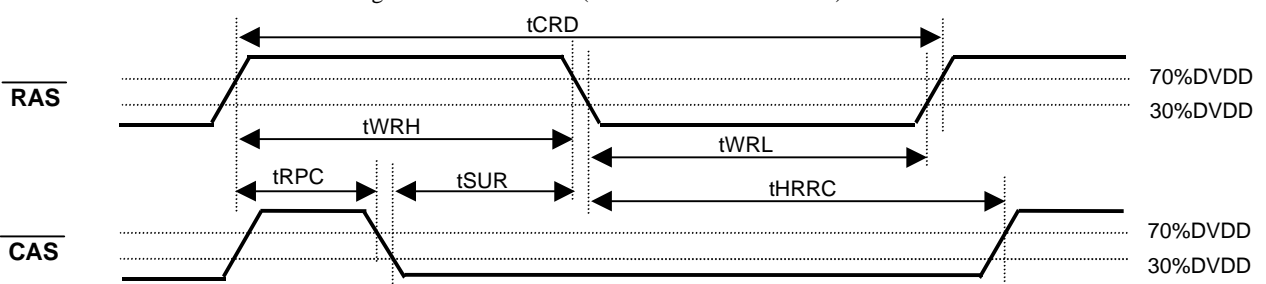 tCRD
RAS
70%DVDD
30%DVDD
tWRH
tWRL
tRPC
tSUR
tHRRC
CAS
70%DVDD
30%DVDD